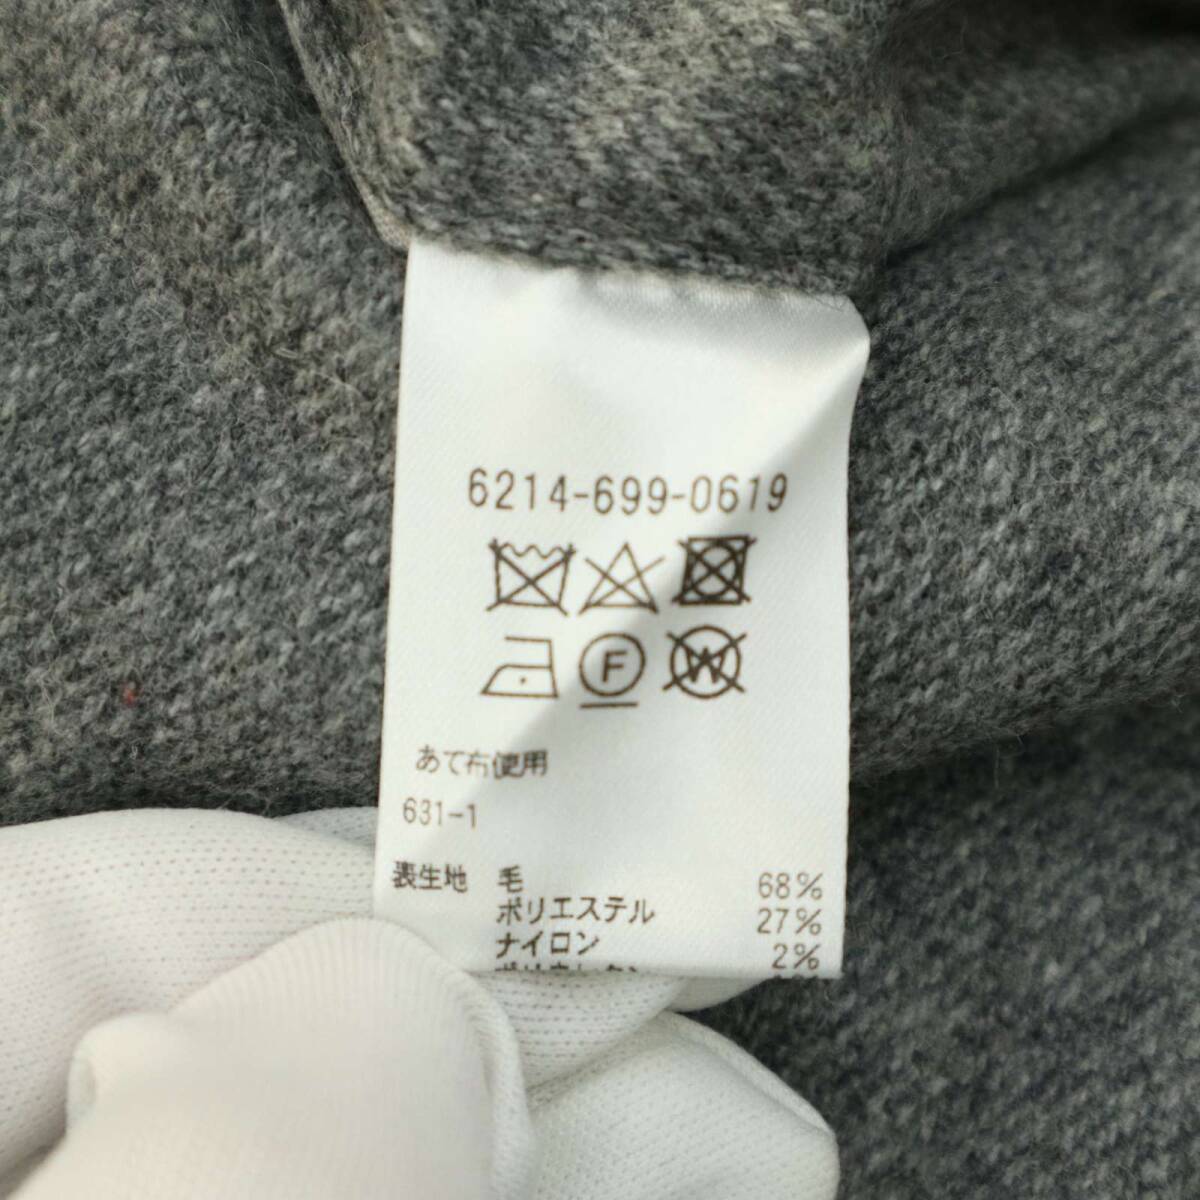 6214-699-0619
F W
あて布使用
631-1
表生地 毛 68%
ポリエステル 27%
ナイロン 2%